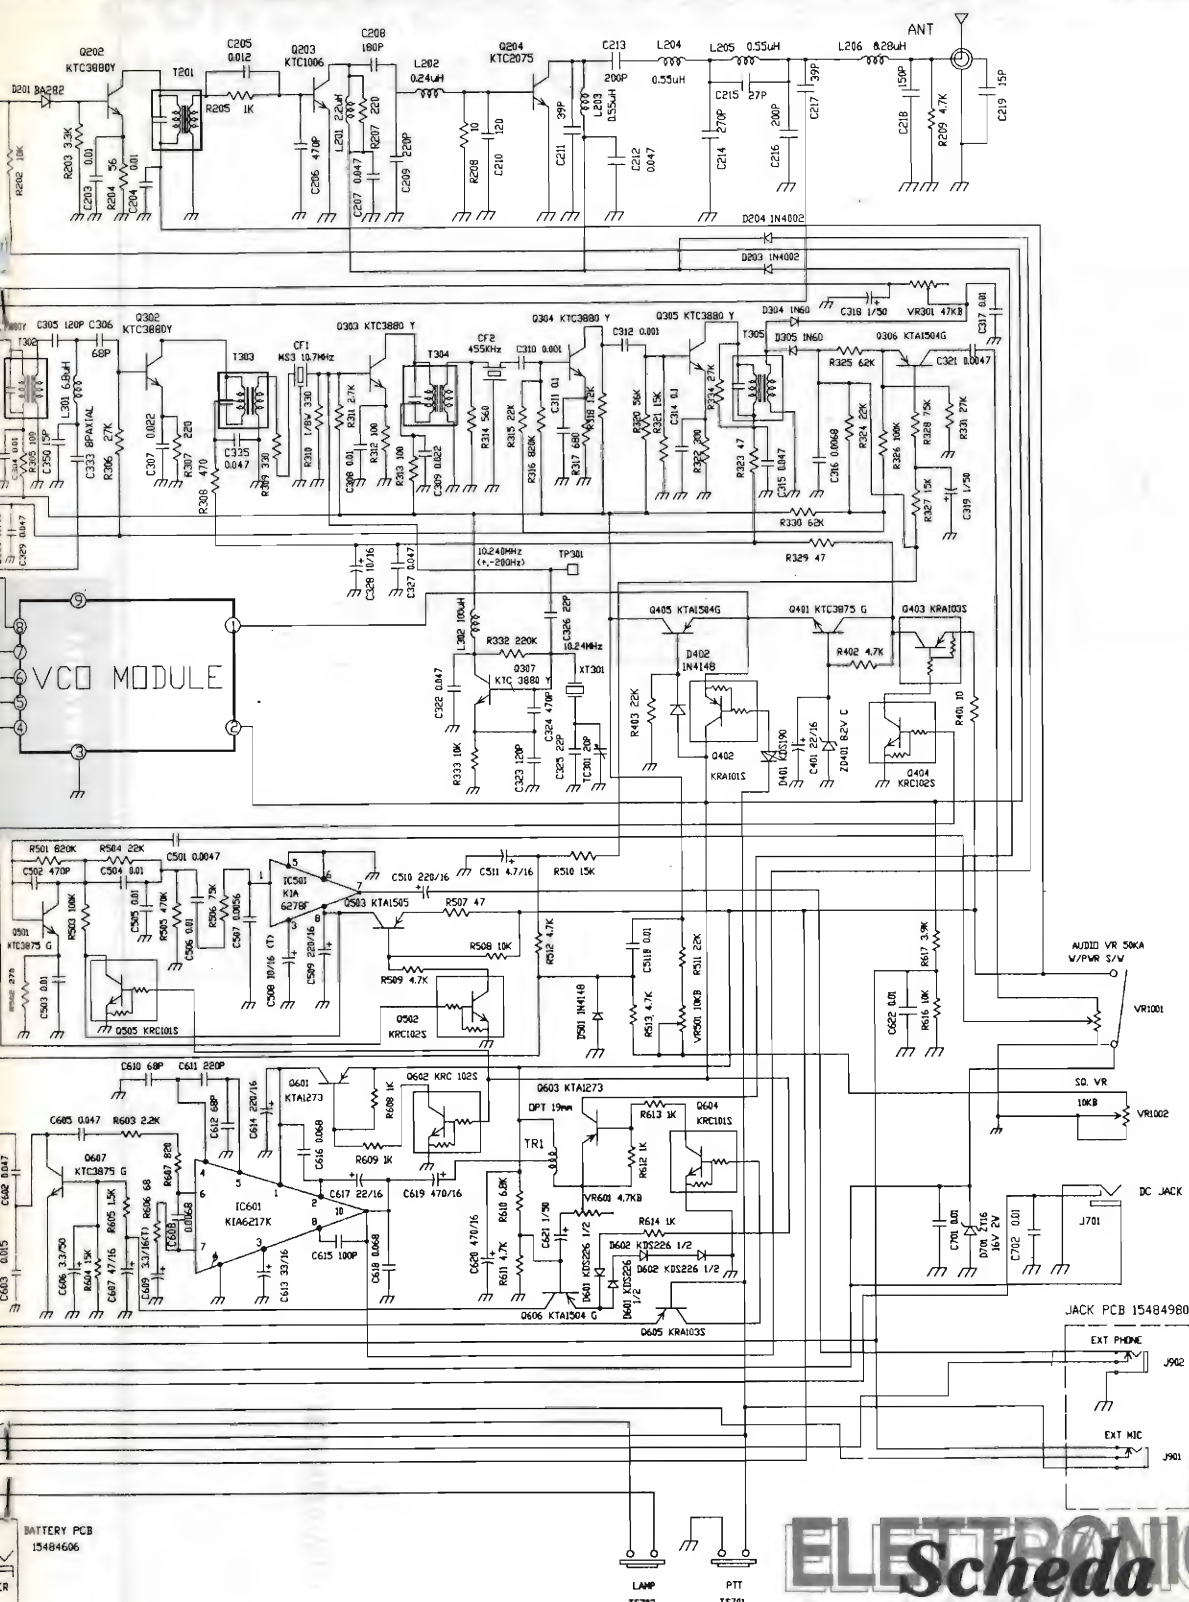 ANT
Q202
KTC3880Y
C205
0.012
Q203
KTC1006
C208
180P
L202
0.24uH
Q204
KTC2075
C213
200P
L204
0.55uH
L205 0.55uH
L206
D201 BA282
T201
R205 1K
R202 10K
R203 3.3K
C203 0.01
R204 56
C204 0.01
C206 470P
L201 2.2uH
R207 220
C207 0.047
C209 220P
R208 10
C210 120
C211 39P
L203 0.55uH
C212
0.047
C214 270P
C215 27P
C216 200P
C217 39P
C218 150P
R209 4.7K
C219 15P
D204 1N4002
D203 1N4002
T302
C305 120P
C306
68P
Q302
KTC3880Y
T303
CF1
MS3 10.7MHz
Q303 KTC3880 Y
T304
CF2
455KHz
C310 0.001
Q304 KTC3880 Y
C312 0.001
Q305 KTC3880 Y
T305
D304 1N60
D305 1N60
C318 1/50
VR301 47KB
C317 0.01
Q306 KTA1504G
R325 62K
C321 0.0047
R305 100
C350 15P
L301 6.8uH
C333 8PAXIAL
R306 27K
C307 0.022
R307 220
R308 470
C335
0.047
R309 330
R310 1/8W 330
R311 2.7K
C308 0.01
R312 100
R313 100
C309 0.022
R314 560
R315 22K
R316 820K
C311 0.1
R317 680
R318 12K
R320 56K
R321 15K
C314 0.1
R322 300
R334 27K
R323 47
C315 0.047
C316 0.0068
R324 22K
R326 100K
R328 75K
R331 27K
R327 15K
C319 1/50
R330 62K
R329 47
C329 0.047
C328 10/16
C327 0.047
10.240MHz
(+,-200Hz)
TP301
VCO MODULE
9
8
7
6
5
4
3
1
2
L302 100uH
R332 220K
C326 22P
10.24MHz
XT301
Q307
KTC 3880 Y
C322 0.047
R333 10K
C324 470P
C323 120P
C325 22P
TC301 20P
Q405 KTA1504G
Q401 KTC3875 G
Q403 KRA103S
D402
1N4148
R403 22K
R402 4.7K
Q402
KRA101S
D401 KDS190
C401 22/16
ZD401 8.2V C
Q404
KRC102S
R401 10
R501 820K
C502 470P
R504 22K
C504 0.01
C501 0.0047
Q501
KTC3875 G
R503 100K
C505 0.01
R505 470K
C506 0.01
R506 75K
C507 0.0056
IC501
KIA
6278F
C510 220/16
Q503 KTA1505
R507 47
C511 4.7/16
R510 15K
C503 0.01
Q505 KRC101S
C508 10/16 (T)
C509 220/16
R508 10K
R509 4.7K
Q502
KRC102S
R512 4.7K
D501 1N4148
C511B 0.01
R513 4.7K
R511 22K
VR501 10KB
R617 3.9K
C622 0.01
R616 10K
AUDIO VR 50KA
W/PWR S/W
VR1001
SQ. VR
10KB
VR1002
C610 68P
C611 220P
C605 0.047
R603 2.2K
C612 68P
C614 220/16
Q601
KTA1273
R608 1K
R609 1K
Q602 KRC 102S
Q603 KTA1273
OPT 19mm
TR1
R613 1K
Q604
KRC101S
R612 1K
C602 0.047
C603 0.015
Q607
KTC3875 G
R607 820
C616 0.068
IC601
KIA6217K
C617 22/16
C619 470/16
C606 3.3/50
R604 15K
R605 1.5K
C607 47/16
R606 68
C609 3.3/16(T)
C608
0.0068
C613 33/16
C615 100P
C618 0.068
C620 470/16
R610 6.8K
R611 4.7K
C621 1/50
VR601 4.7KB
R614 1K
D601 KDS226 1/2
D602 KDS226 1/2
D602 KDS226 1/2
D601 KDS226
1/2
Q606 KTA1504 G
Q605 KRA103S
DC JACK
J701
C701 0.01
D701 ZY16
16V 2V
C702 0.01
JACK PCB 15484980
EXT PHONE
J902
EXT MIC
J901
BATTERY PCB
15484606
LAMP
PTT
Scheda